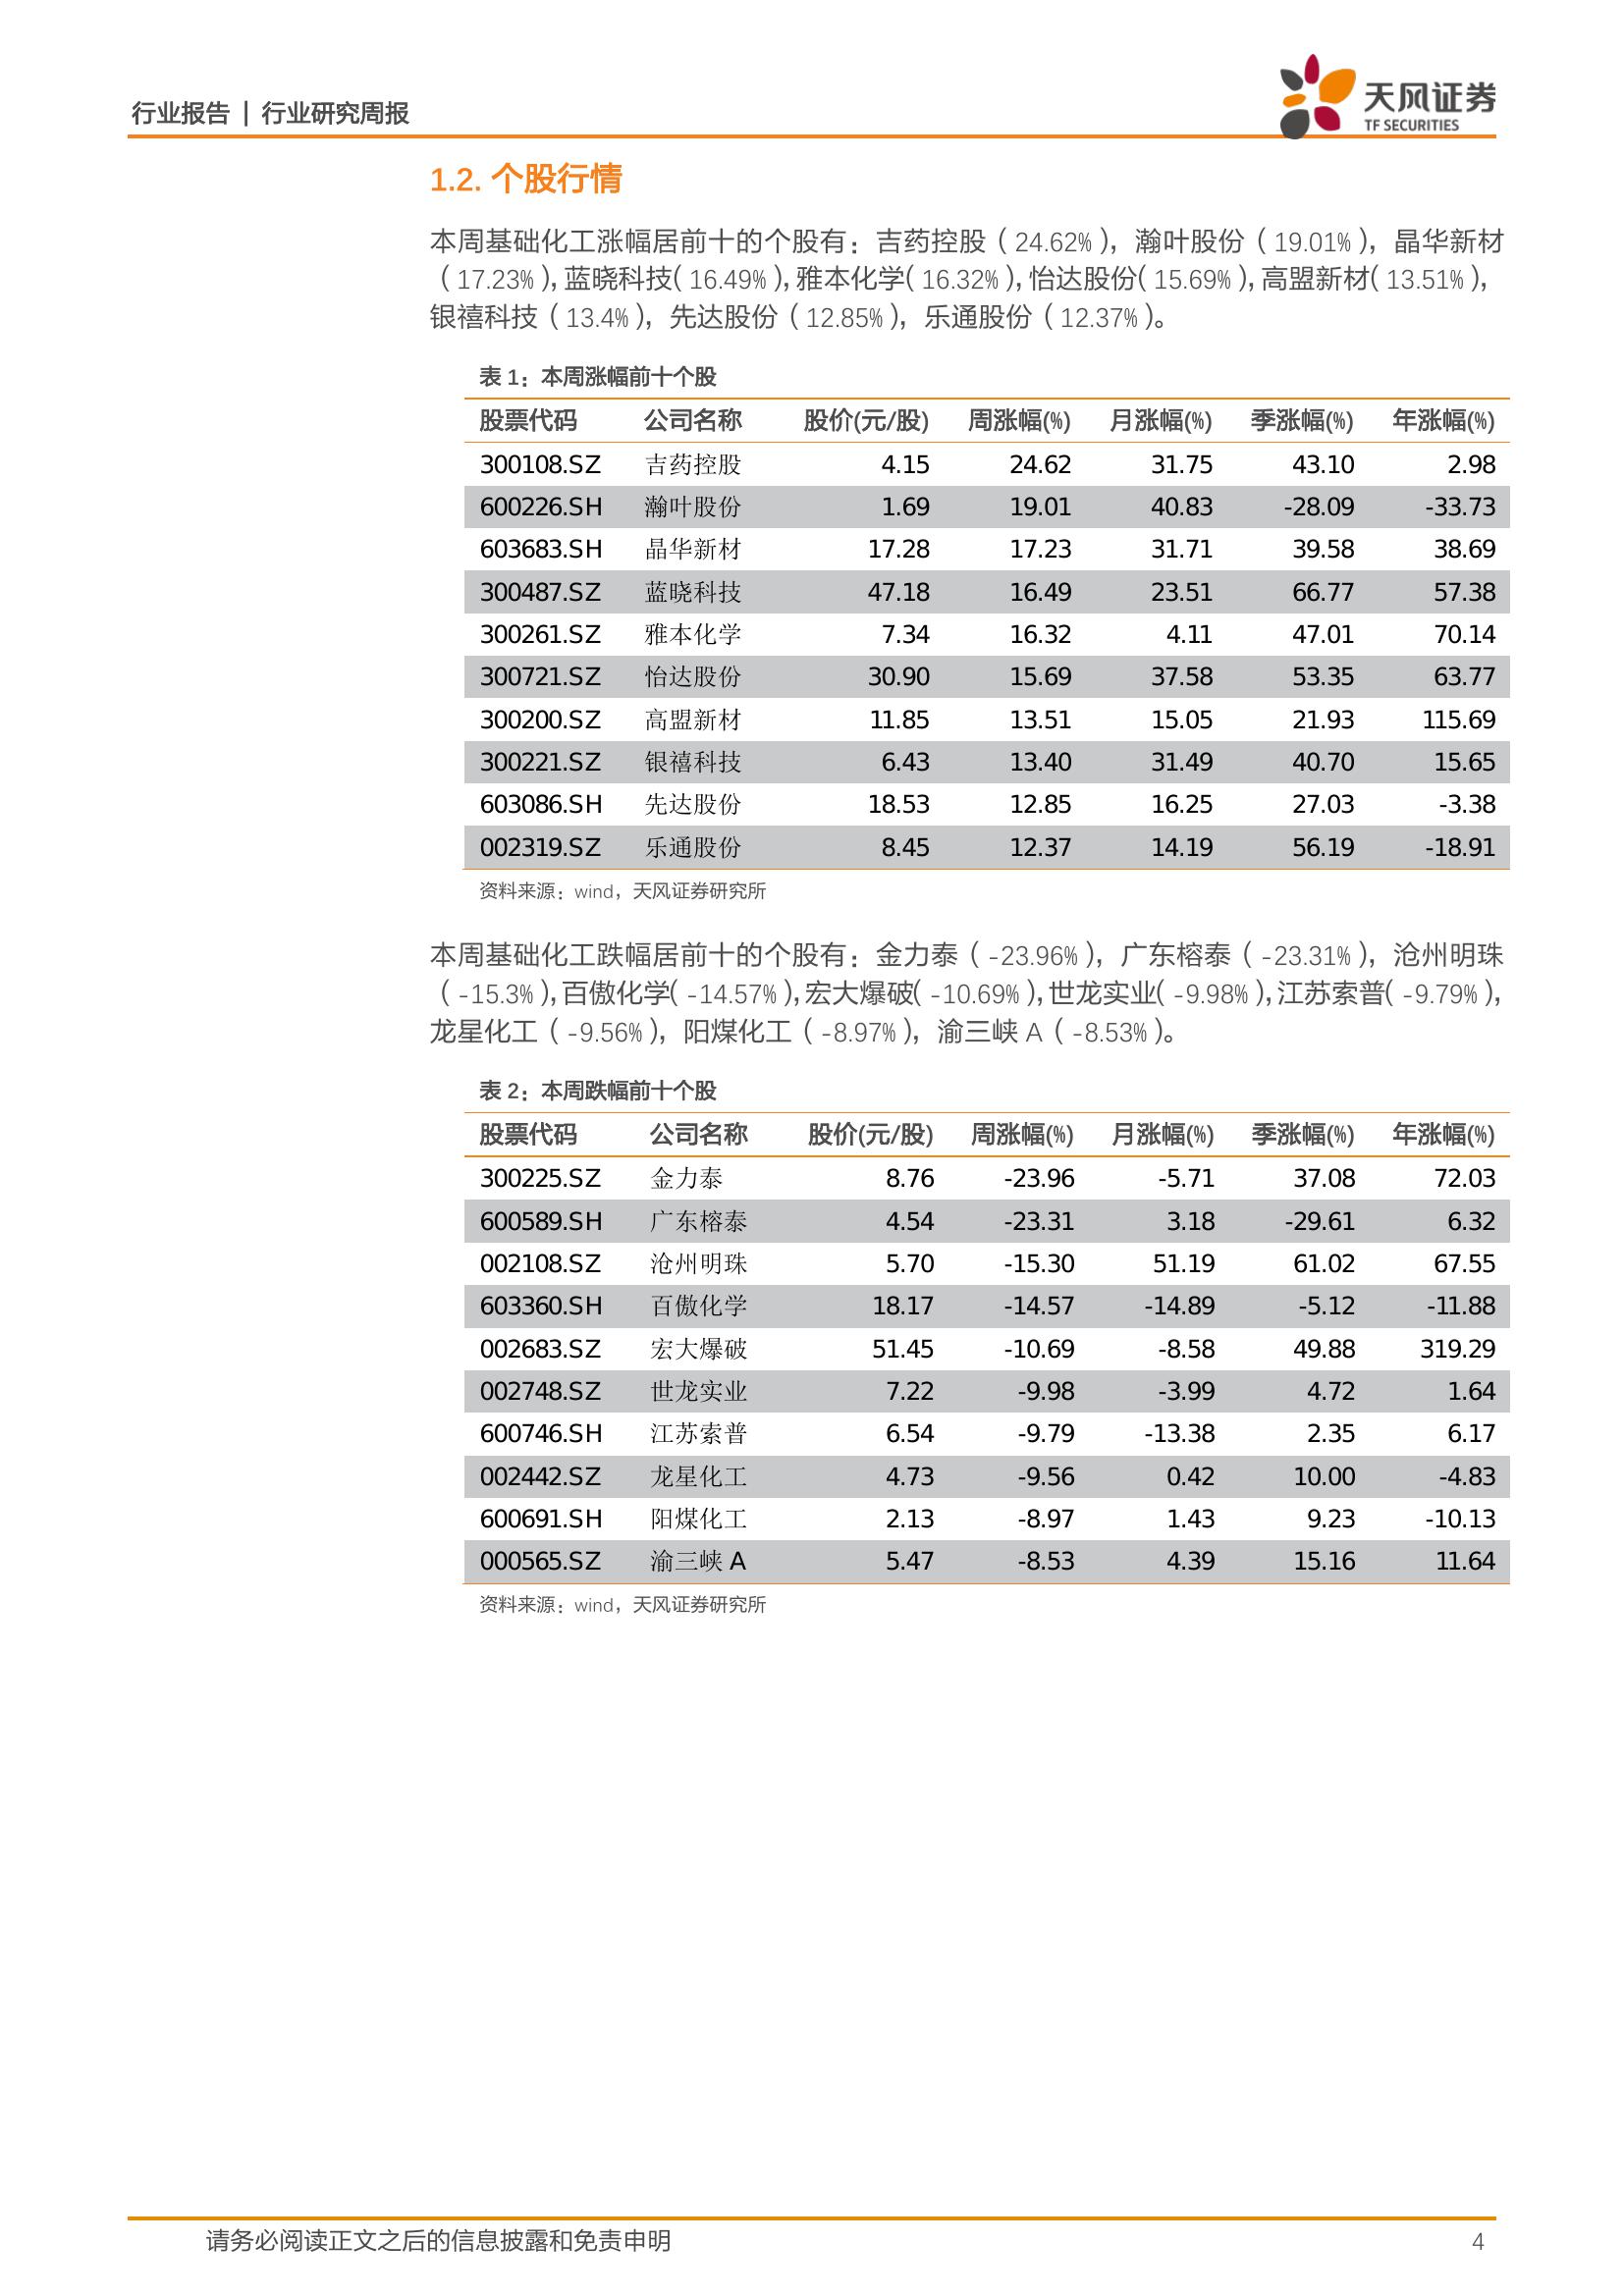 行业报告 | 行业研究周报
天风证券
TF SECURITIES
1.2. 个股行情
本周基础化工涨幅居前十的个股有：吉药控股（24.62%），瀚叶股份（19.01%），晶华新材
（17.23%），蓝晓科技（16.49%），雅本化学（16.32%），怡达股份（15.69%），高盟新材（13.51%），
银禧科技（13.4%），先达股份（12.85%），乐通股份（12.37%）。
表 1：本周涨幅前十个股
股票代码 公司名称 股价(元/股) 周涨幅(%) 月涨幅(%) 季涨幅(%) 年涨幅(%)
300108.SZ 吉药控股 4.15 24.62 31.75 43.10 2.98
600226.SH 瀚叶股份 1.69 19.01 40.83 -28.09 -33.73
603683.SH 晶华新材 17.28 17.23 31.71 39.58 38.69
300487.SZ 蓝晓科技 47.18 16.49 23.51 66.77 57.38
300261.SZ 雅本化学 7.34 16.32 4.11 47.01 70.14
300721.SZ 怡达股份 30.90 15.69 37.58 53.35 63.77
300200.SZ 高盟新材 11.85 13.51 15.05 21.93 115.69
300221.SZ 银禧科技 6.43 13.40 31.49 40.70 15.65
603086.SH 先达股份 18.53 12.85 16.25 27.03 -3.38
002319.SZ 乐通股份 8.45 12.37 14.19 56.19 -18.91
资料来源：wind，天风证券研究所
本周基础化工跌幅居前十的个股有：金力泰（-23.96%），广东榕泰（-23.31%），沧州明珠
（-15.3%），百傲化学（-14.57%），宏大爆破（-10.69%），世龙实业（-9.98%），江苏索普（-9.79%），
龙星化工（-9.56%），阳煤化工（-8.97%），渝三峡 A（-8.53%）。
表 2：本周跌幅前十个股
股票代码 公司名称 股价(元/股) 周涨幅(%) 月涨幅(%) 季涨幅(%) 年涨幅(%)
300225.SZ 金力泰 8.76 -23.96 -5.71 37.08 72.03
600589.SH 广东榕泰 4.54 -23.31 3.18 -29.61 6.32
002108.SZ 沧州明珠 5.70 -15.30 51.19 61.02 67.55
603360.SH 百傲化学 18.17 -14.57 -14.89 -5.12 -11.88
002683.SZ 宏大爆破 51.45 -10.69 -8.58 49.88 319.29
002748.SZ 世龙实业 7.22 -9.98 -3.99 4.72 1.64
600746.SH 江苏索普 6.54 -9.79 -13.38 2.35 6.17
002442.SZ 龙星化工 4.73 -9.56 0.42 10.00 -4.83
600691.SH 阳煤化工 2.13 -8.97 1.43 9.23 -10.13
000565.SZ 渝三峡 A 5.47 -8.53 4.39 15.16 11.64
资料来源：wind，天风证券研究所
请务必阅读正文之后的信息披露和免责申明 4